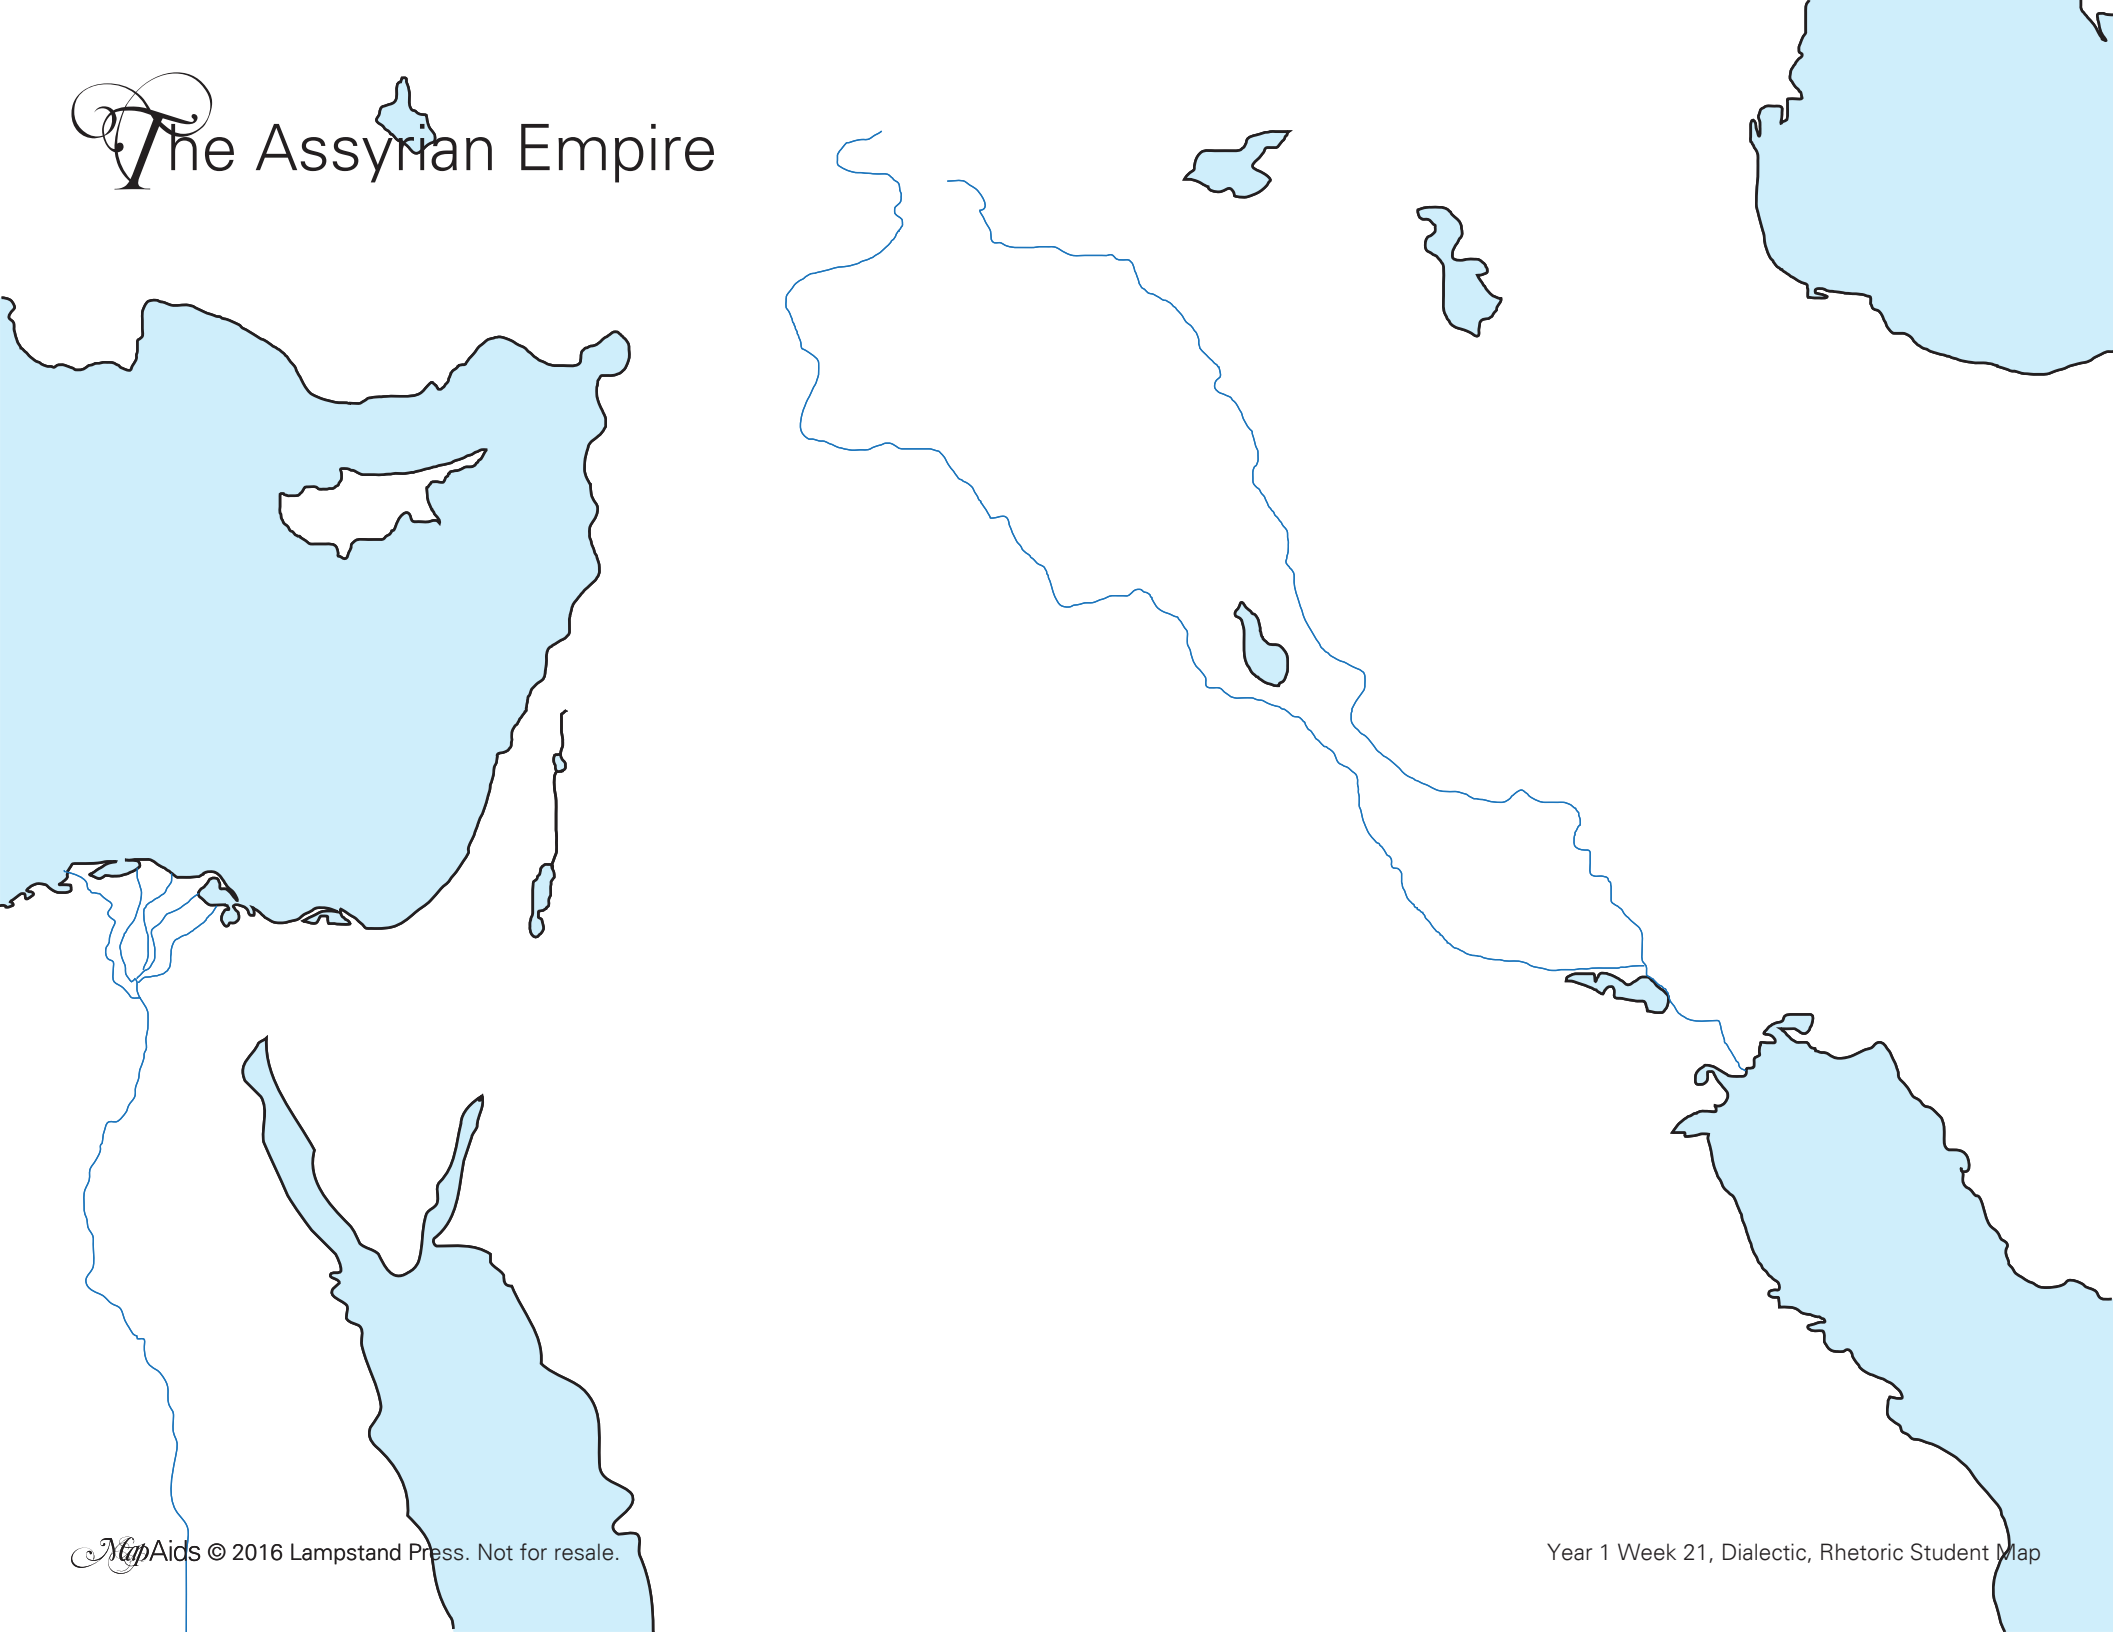 The Assyrian Empire
MapAids © 2016 Lampstand Press. Not for resale.
Year 1 Week 21, Dialectic, Rhetoric Student Map